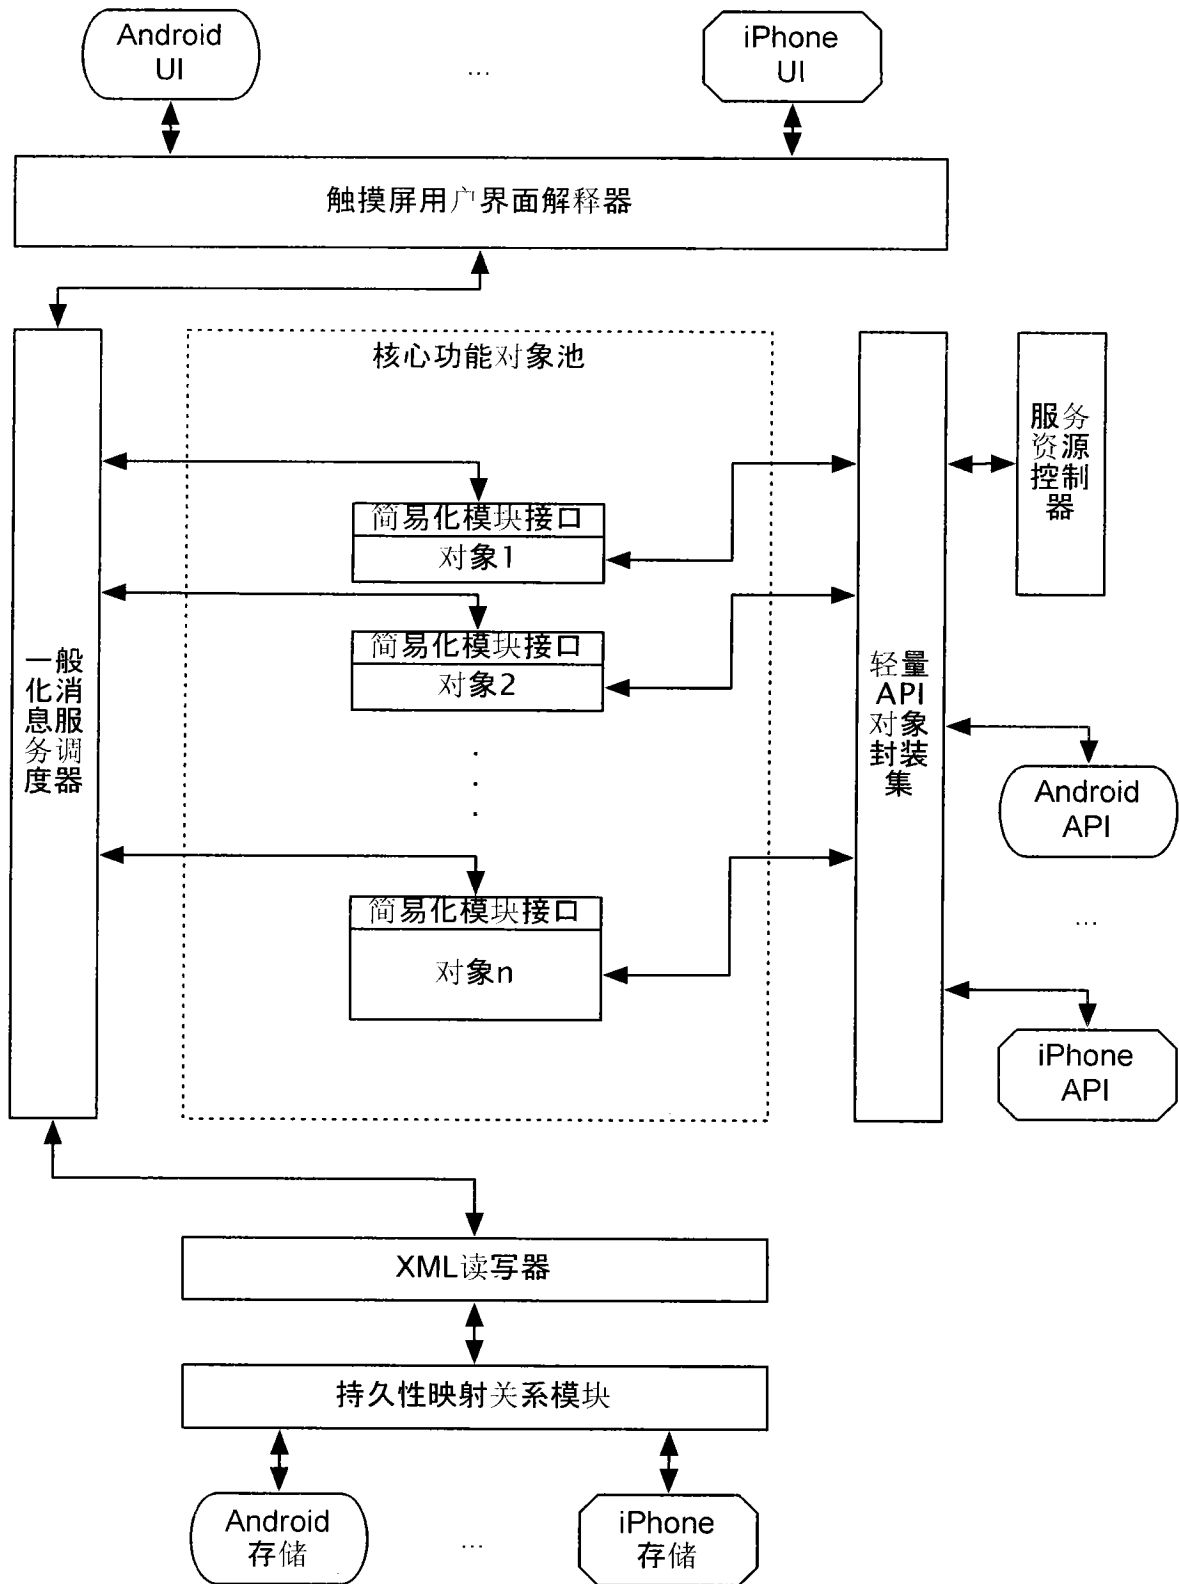 Android
UI
...
iPhone
UI
触摸屏用户界面解释器
核心功能对象池
服务
资源
控制
器
简易化模块接口
对象1
简易化模块接口
对象2
一般
化消
息服
务调
度器
轻量
API
对象
封装
集
.
.
.
Android
API
简易化模块接口
对象n
...
iPhone
API
XML读写器
持久性映射关系模块
Android
存储
...
iPhone
存储